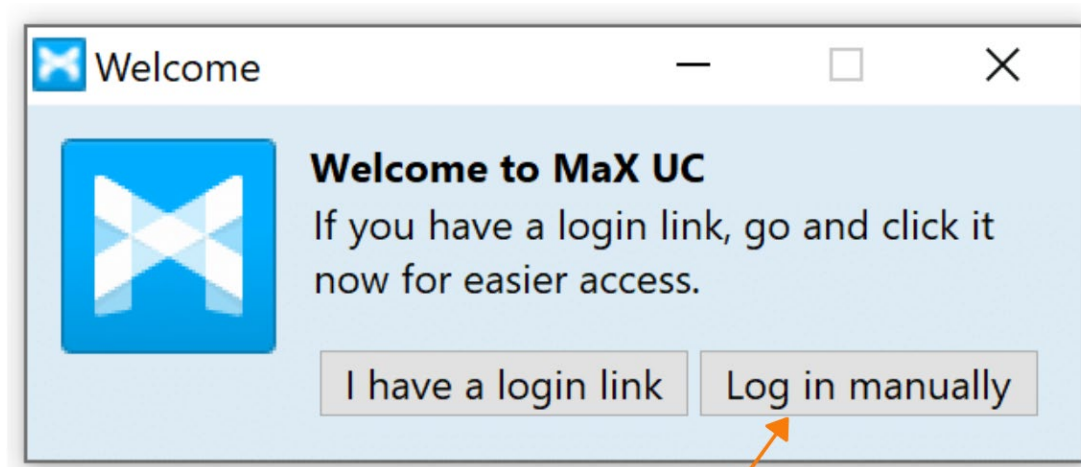 Welcome
Welcome to MaX UC
If you have a login link, go and click it
now for easier access.
I have a login link
Log in manually